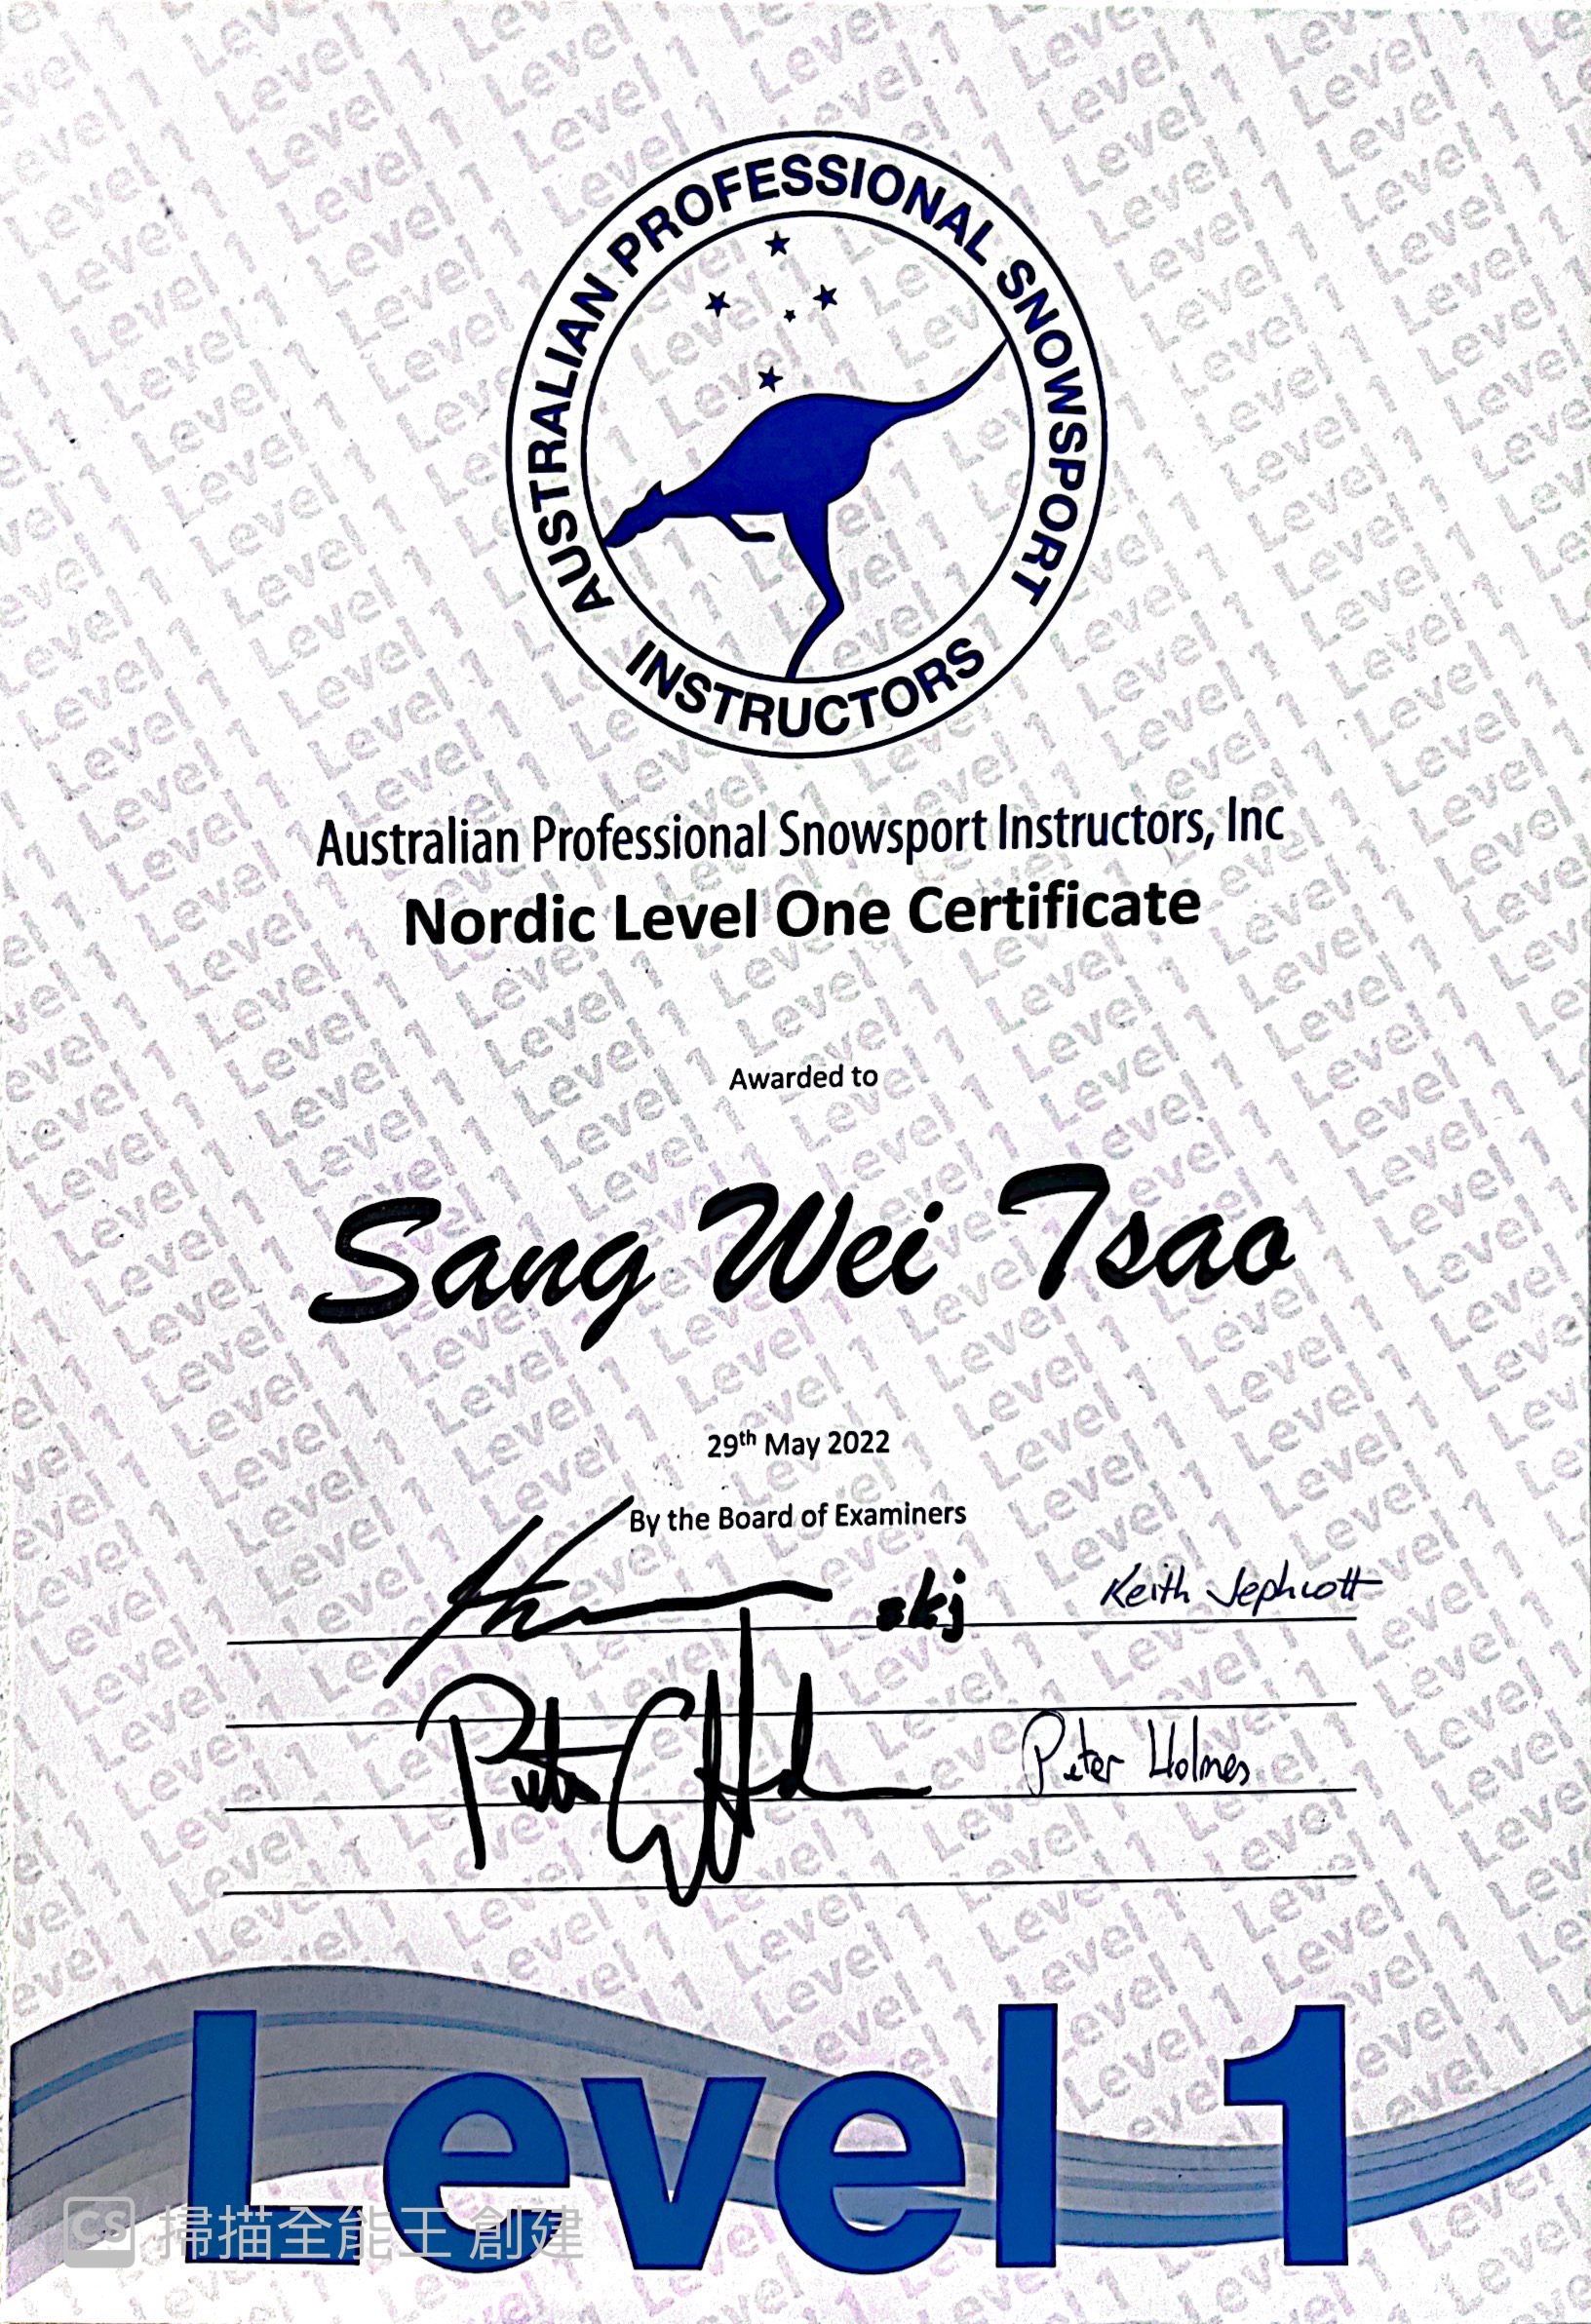 AUSTRALIAN PROFESSIONAL SNOWSPORT
INSTRUCTORS
Australian Professional Snowsport Instructors, Inc
Nordic Level One Certificate
Awarded to
Sang Wei Tsao
29th May 2022
By the Board of Examiners
skj Keith Jephcott
Peter Holmes
Level 1
CS 掃描全能王 創建